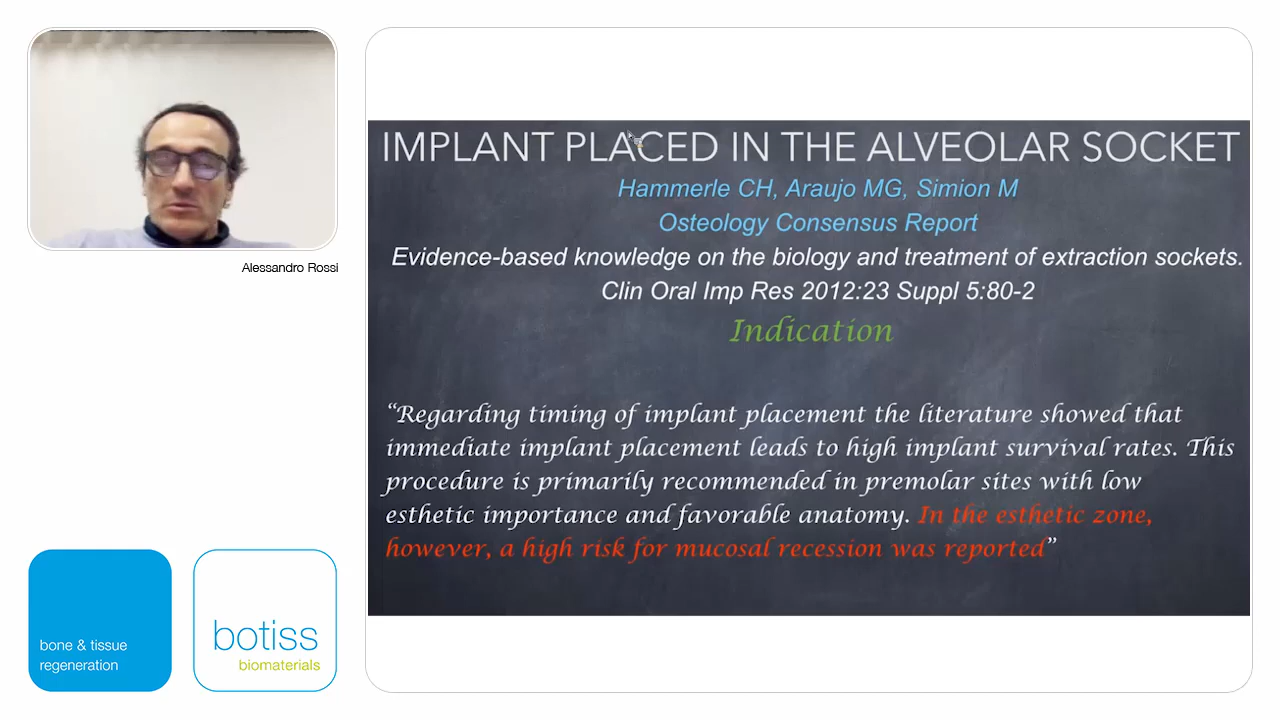 Alessandro Rossi
IMPLANT PLACED IN THE ALVEOLAR SOCKET
Hammerle CH, Araujo MG, Simion M
Osteology Consensus Report
Evidence-based knowledge on the biology and treatment of extraction sockets.
Clin Oral Imp Res 2012:23 Suppl 5:80-2
Indication
“Regarding timing of implant placement the literature showed that
immediate implant placement leads to high implant survival rates. This
procedure is primarily recommended in premolar sites with low
esthetic importance and favorable anatomy. In the esthetic zone,
however, a high risk for mucosal recession was reported”
bone & tissue
regeneration
botiss
biomaterials